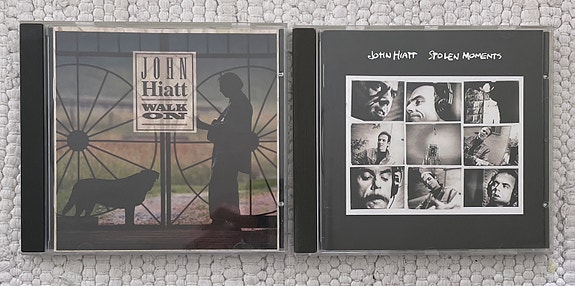 JOHN
Hiatt
WALK
ON
JOHN HIATT STOLEN MOMENTS